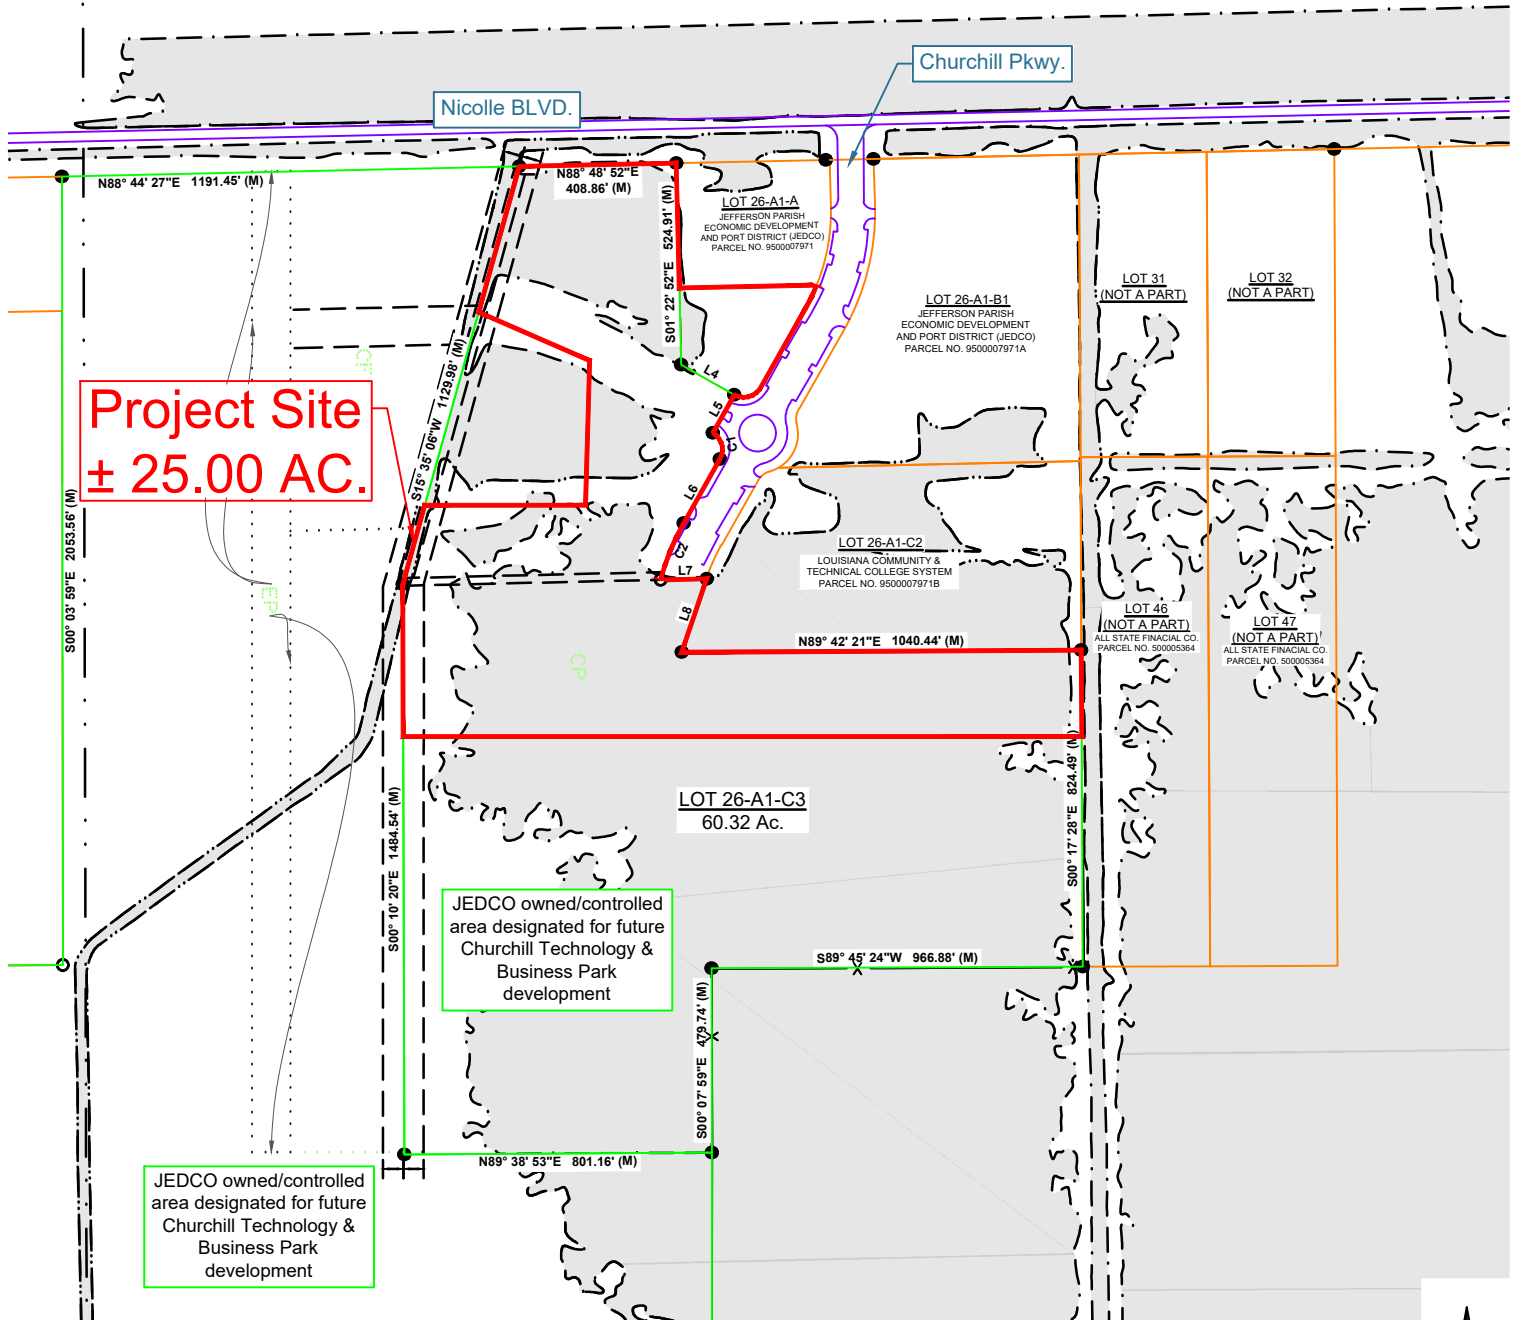 Churchill Pkwy.
Nicolle BLVD.
N88° 44' 27"E 1191.45' (M)
N88° 48' 52"E
408.86' (M)
S01° 22' 52"E 524.91' (M)
LOT 26-A1-A
JEFFERSON PARISH
ECONOMIC DEVELOPMENT
AND PORT DISTRICT (JEDCO)
PARCEL NO. 9500007971
LOT 26-A1-B1
JEFFERSON PARISH
ECONOMIC DEVELOPMENT
AND PORT DISTRICT (JEDCO)
PARCEL NO. 9500007971A
LOT 31
(NOT A PART)
LOT 32
(NOT A PART)
S15° 35' 06"W 1129.98' (M)
Project Site
± 25.00 AC.
L4
L5
C1
L6
C2
L7
L8
S00° 03' 59"E 2053.56' (M)
LOT 26-A1-C2
LOUISIANA COMMUNITY &
TECHNICAL COLLEGE SYSTEM
PARCEL NO. 9500007971B
LOT 46
(NOT A PART)
ALL STATE FINACIAL CO.
PARCEL NO. 500005364
LOT 47
(NOT A PART)
ALL STATE FINACIAL CO.
PARCEL NO. 500005364
N89° 42' 21"E 1040.44' (M)
CP
LOT 26-A1-C3
60.32 Ac.
S00° 17' 28"E 824.49' (M)
S00° 10' 20"E 1484.54' (M)
JEDCO owned/controlled
area designated for future
Churchill Technology &
Business Park
development
S89° 45' 24"W 966.88' (M)
S00° 07' 59"E 479.74' (M)
N89° 38' 53"E 801.16' (M)
JEDCO owned/controlled
area designated for future
Churchill Technology &
Business Park
development